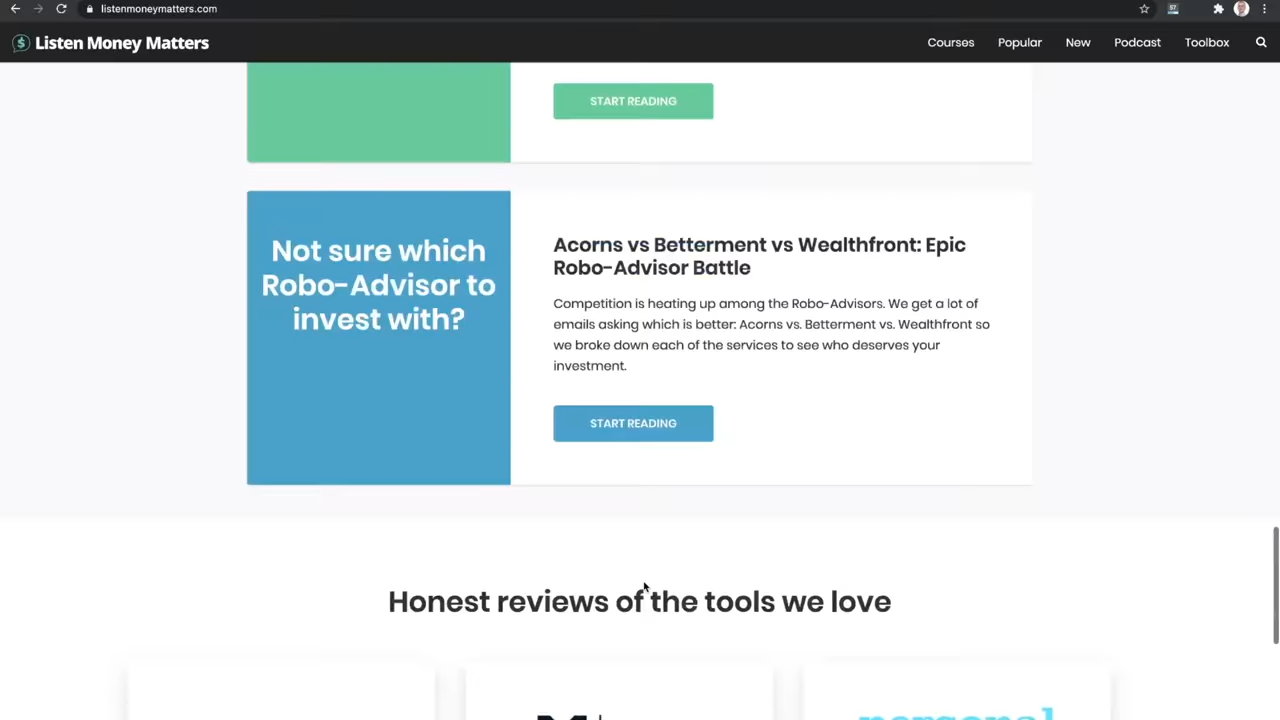 listenmoneymatters.com
Listen Money Matters
Courses
Popular
New
Podcast
Toolbox
START READING
Not sure which
Robo-Advisor to
invest with?
Acorns vs Betterment vs Wealthfront: Epic
Robo-Advisor Battle
Competition is heating up among the Robo-Advisors. We get a lot of
emails asking which is better: Acorns vs. Betterment vs. Wealthfront so
we broke down each of the services to see who deserves your
investment.
START READING
Honest reviews of the tools we love
personal